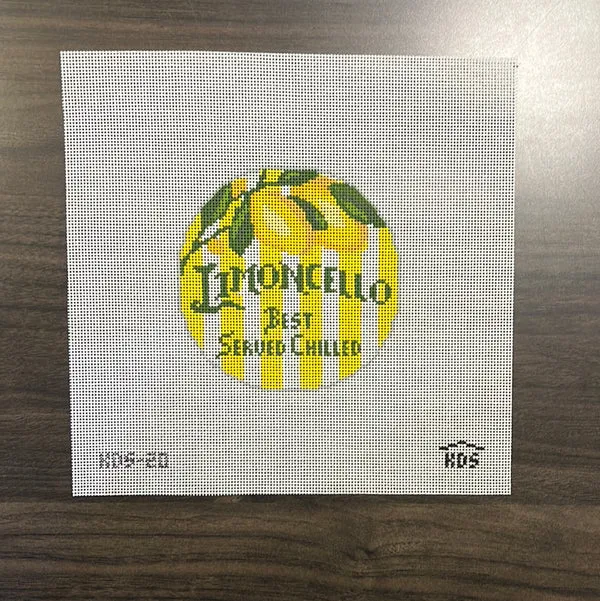 LIMONCELLO
BEST
SERVED CHILLED
KDS-20
KDS